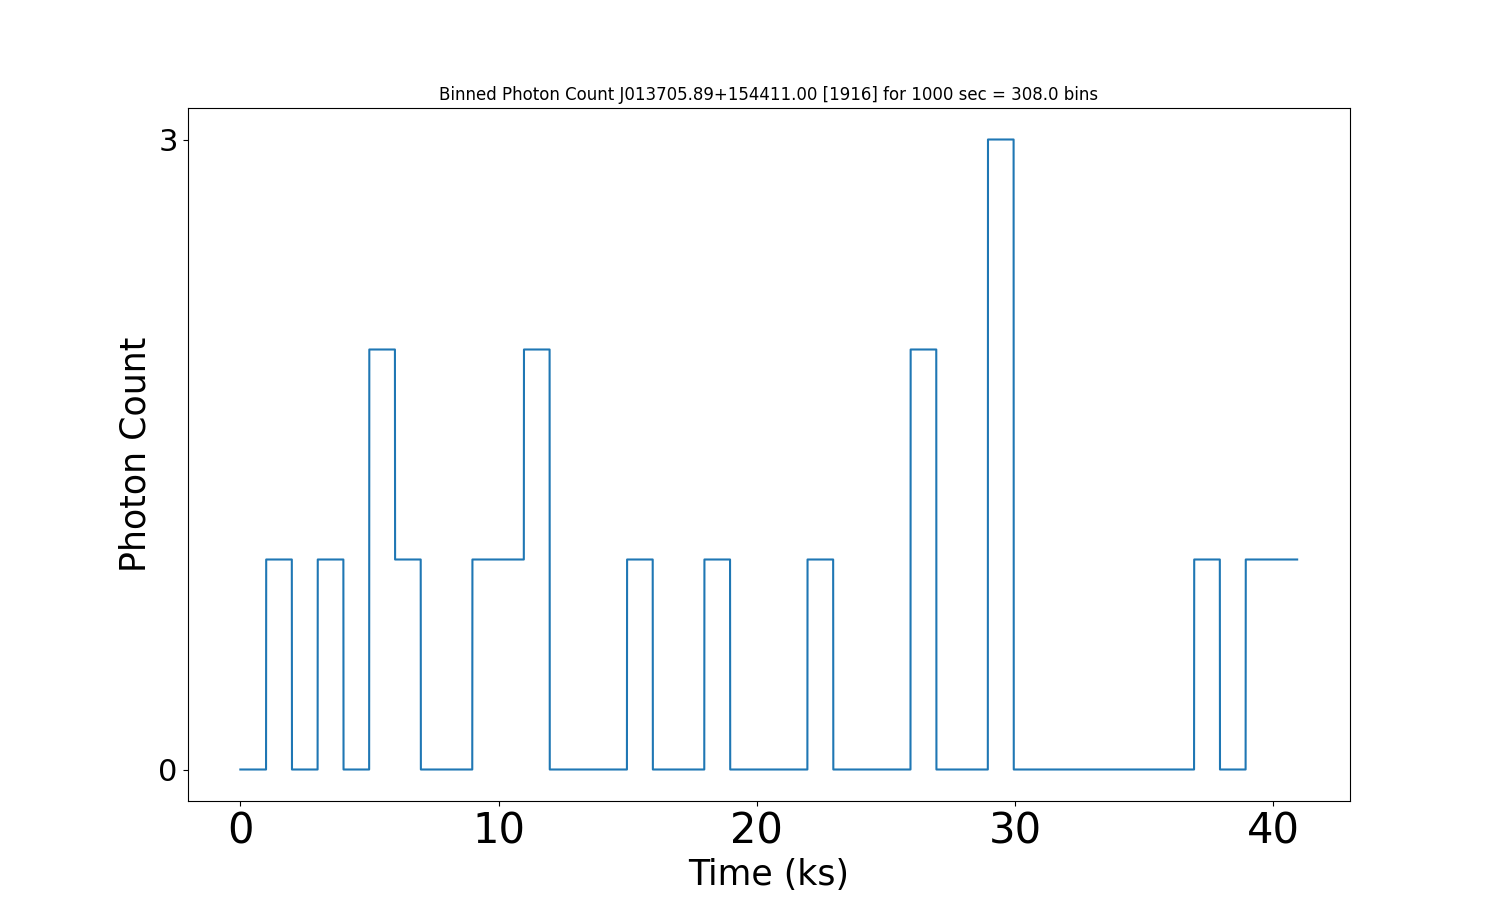 Binned Photon Count J013705.89+154411.00 [1916] for 1000 sec = 308.0 bins
3
Photon Count
0
0 10 20 30 40
Time (ks)